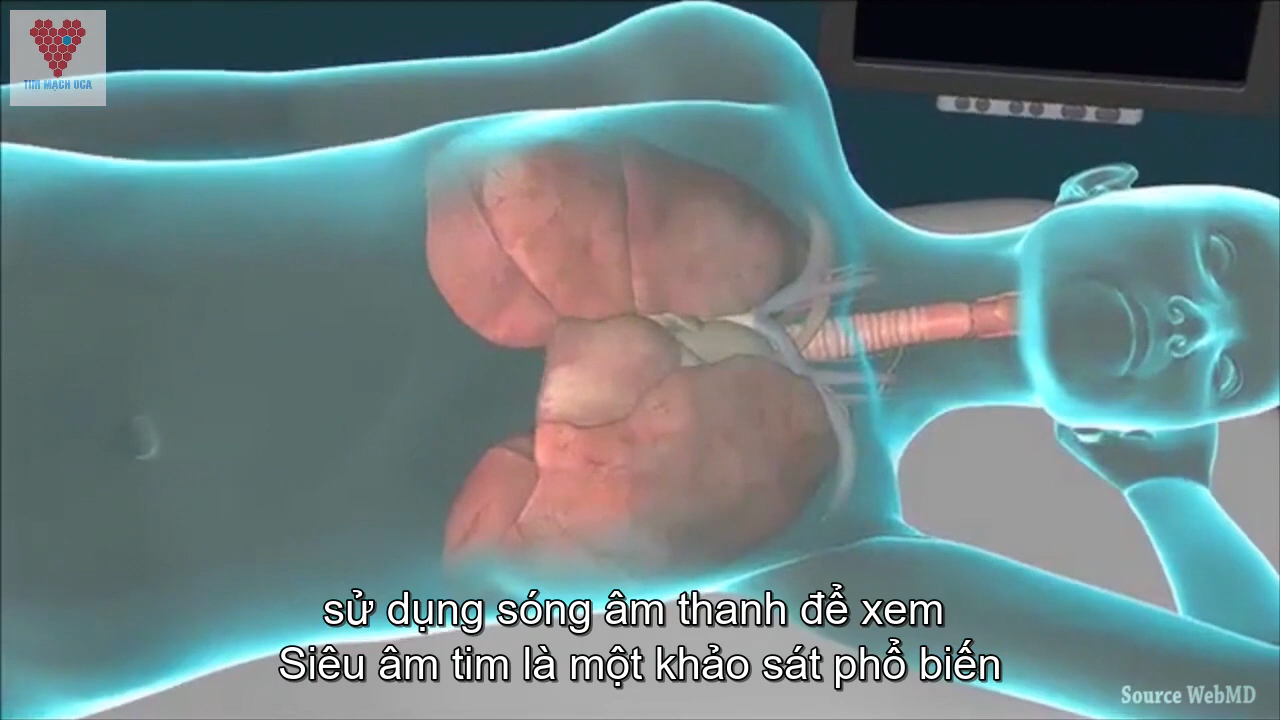 TIM MẠCH UCA
sử dụng sóng âm thanh để xem
Siêu âm tim là một khảo sát phổ biến
Source WebMD